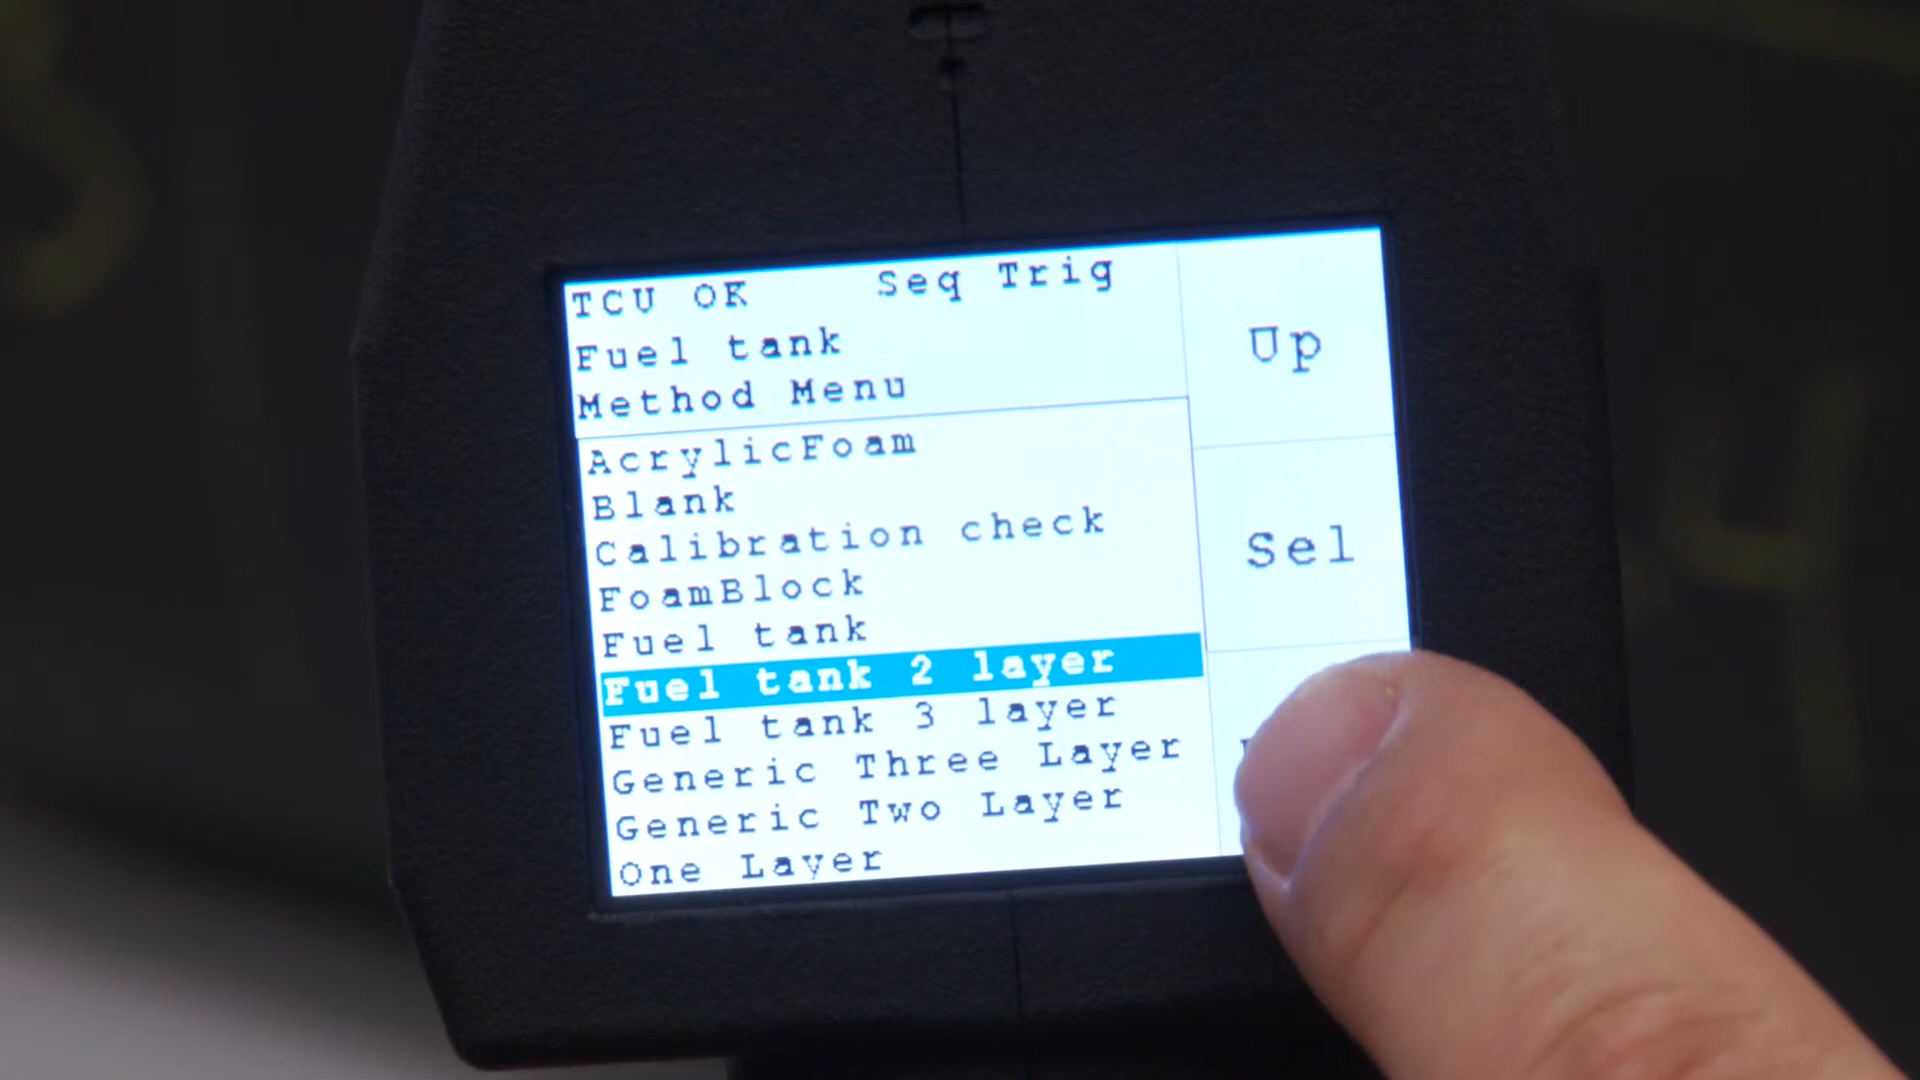 TCU OK Seq Trig
Fuel tank
Method Menu
AcrylicFoam
Blank
Calibration check
FoamBlock
Fuel tank
Fuel tank 2 layer
Fuel tank 3 layer
Generic Three Layer
Generic Two Layer
One Layer
Up
Sel